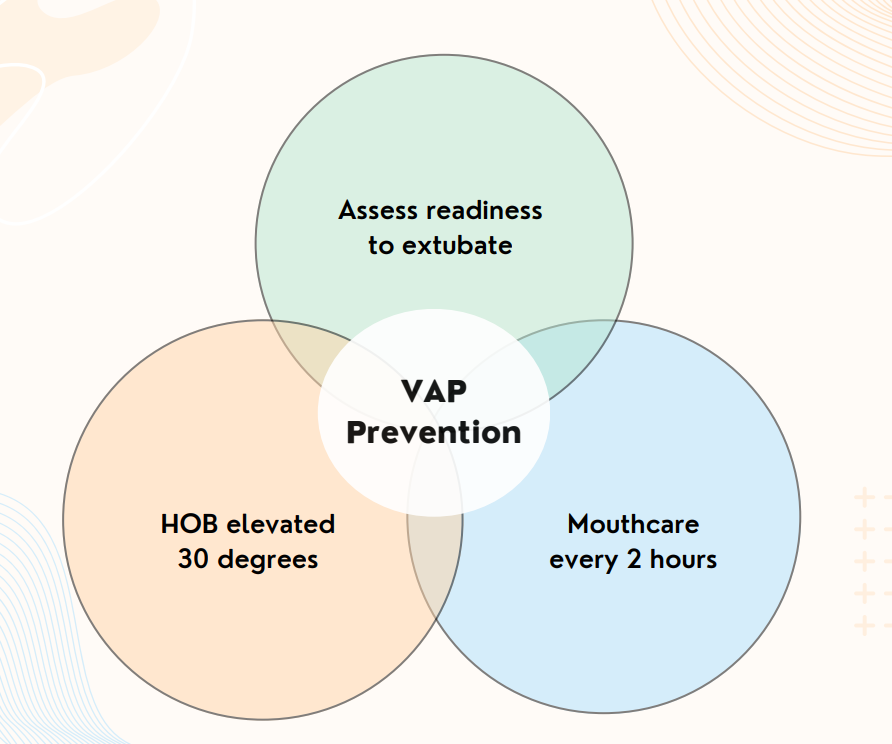 Assess readiness
to extubate
VAP
Prevention
HOB elevated
30 degrees
Mouthcare
every 2 hours